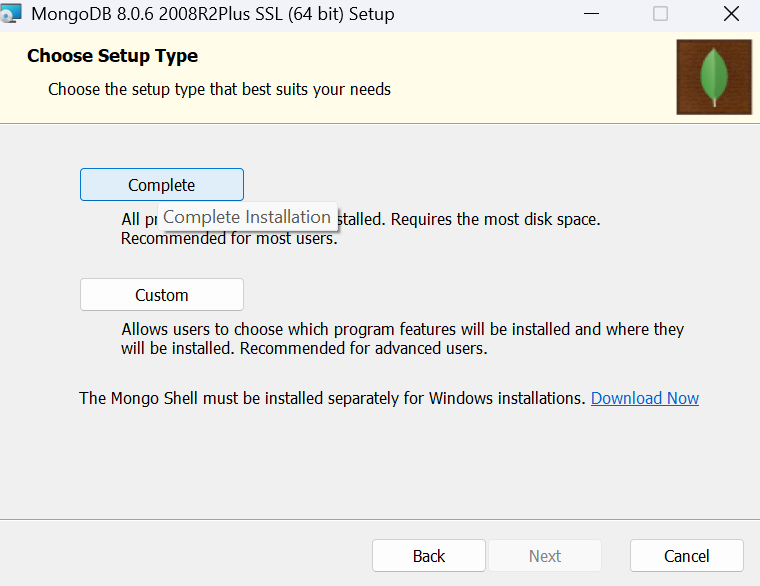 MongoDB 8.0.6 2008R2Plus SSL (64 bit) Setup
Choose Setup Type
Choose the setup type that best suits your needs
Complete
Complete Installation
All stalled. Requires the most disk space.
Recommended for most users.
Custom
Allows users to choose which program features will be installed and where they
will be installed. Recommended for advanced users.
The Mongo Shell must be installed separately for Windows installations. Download Now
Back Next Cancel